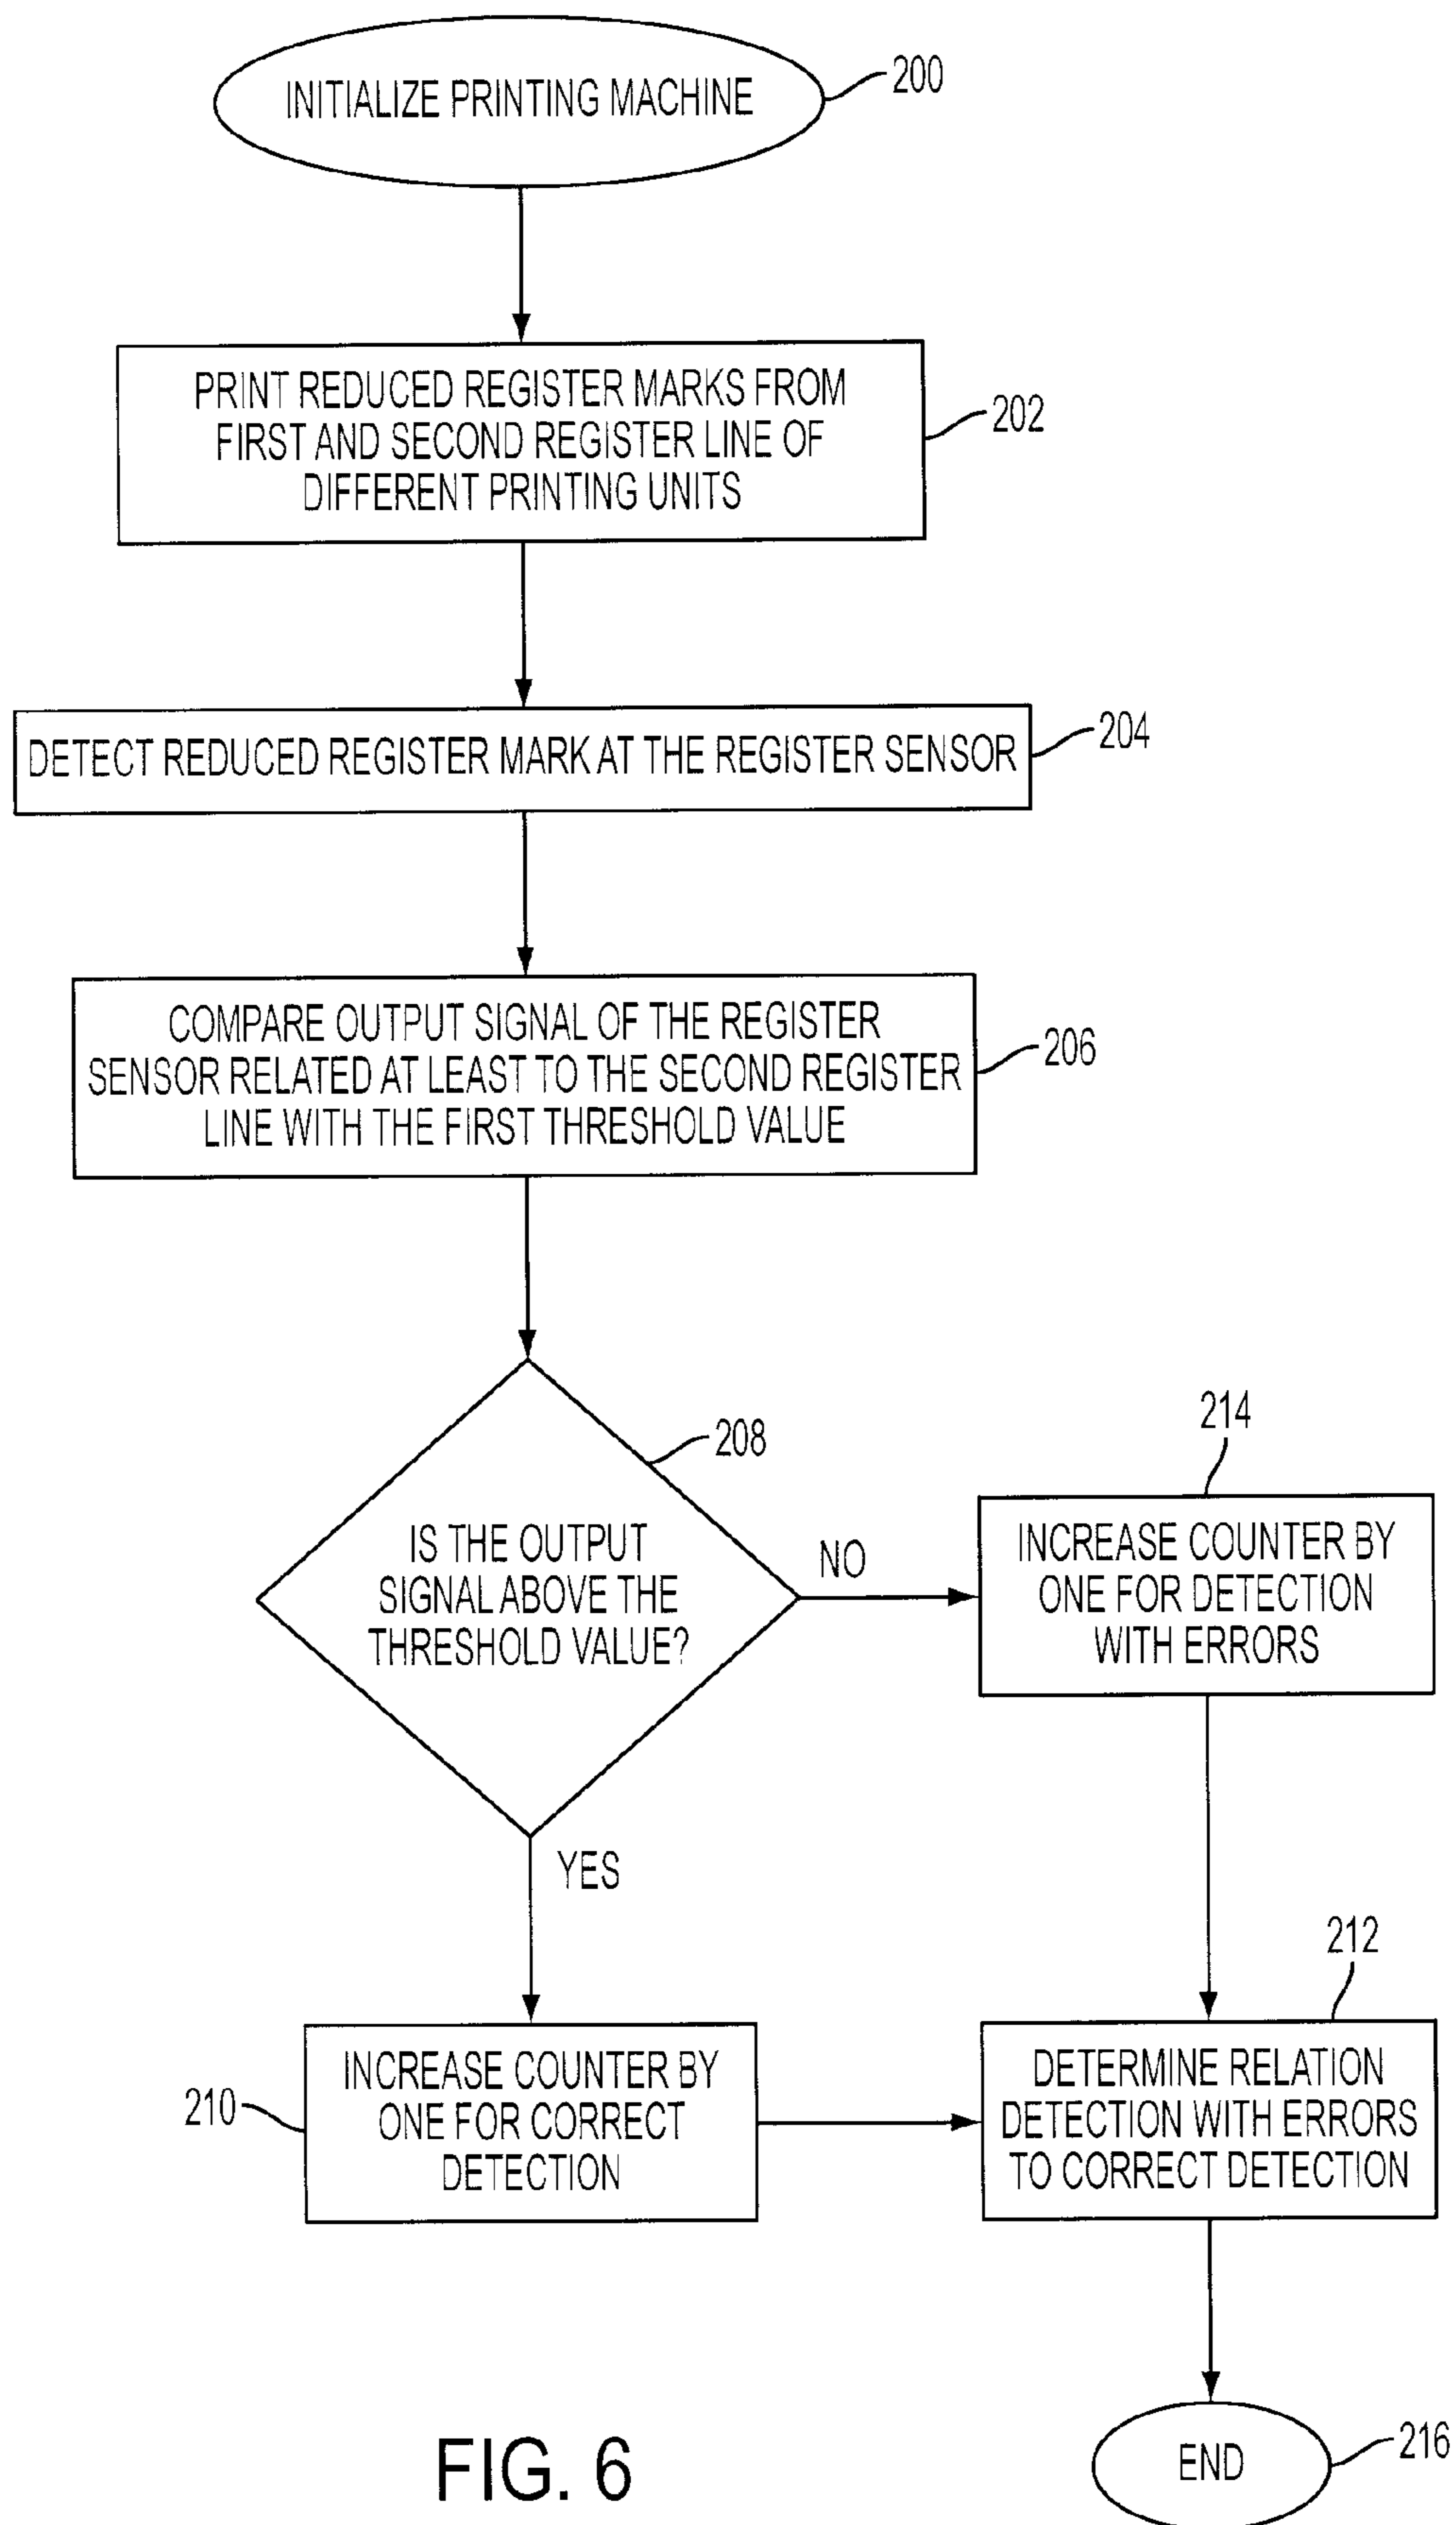 INITIALIZE PRINTING MACHINE
200
PRINT REDUCED REGISTER MARKS FROM
FIRST AND SECOND REGISTER LINE OF
DIFFERENT PRINTING UNITS
202
DETECT REDUCED REGISTER MARK AT THE REGISTER SENSOR
204
COMPARE OUTPUT SIGNAL OF THE REGISTER
SENSOR RELATED AT LEAST TO THE SECOND REGISTER
LINE WITH THE FIRST THRESHOLD VALUE
206
208
IS THE OUTPUT
SIGNAL ABOVE THE
THRESHOLD VALUE?
NO
214
INCREASE COUNTER BY
ONE FOR DETECTION
WITH ERRORS
YES
210
INCREASE COUNTER BY
ONE FOR CORRECT
DETECTION
212
DETERMINE RELATION
DETECTION WITH ERRORS
TO CORRECT DETECTION
END
216
FIG. 6